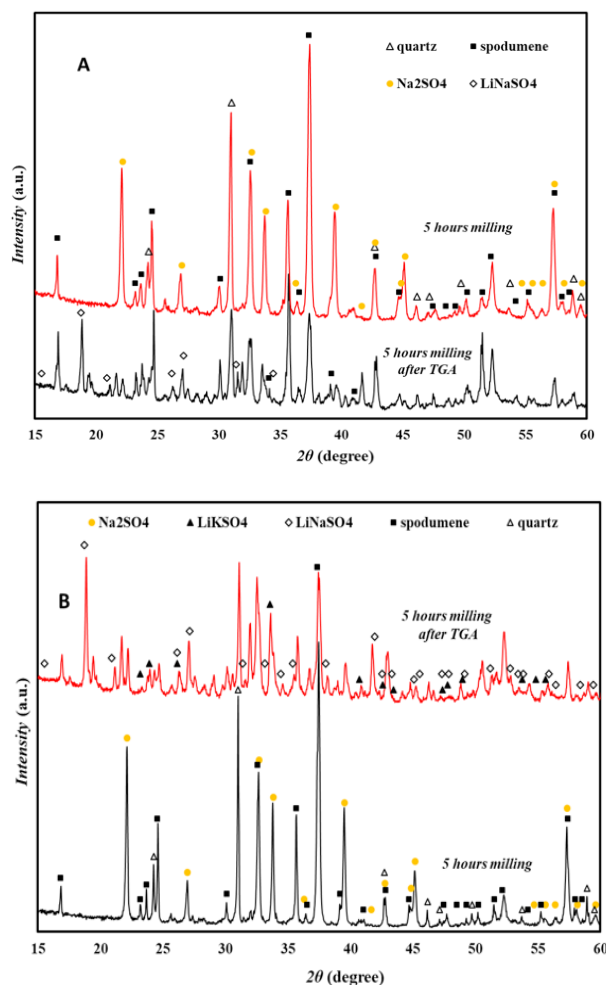 A
quartz
spodumene
Na2SO4
LiNaSO4
5 hours milling
5 hours milling
after TGA
Intensity (a.u.)
15 20 25 30 35 40 45 50 55 60
2θ (degree)
Na2SO4
LiKSO4
LiNaSO4
spodumene
quartz
B
5 hours milling
after TGA
5 hours milling
Intensity (a.u.)
15 20 25 30 35 40 45 50 55 60
2θ (degree)